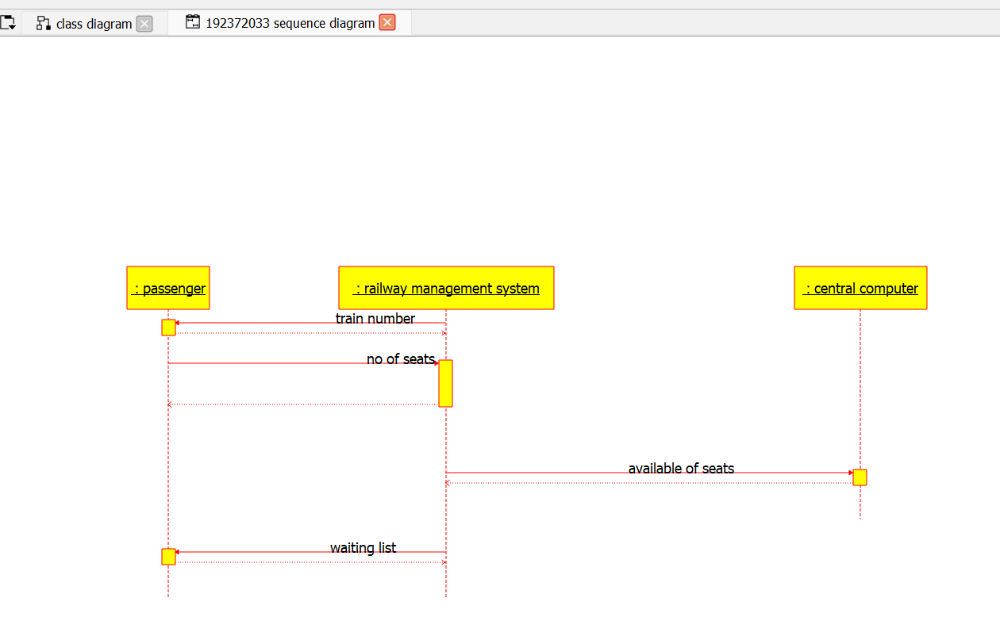 class diagram
192372033 sequence diagram
: passenger
: railway management system
: central computer
train number
no of seats
available of seats
waiting list